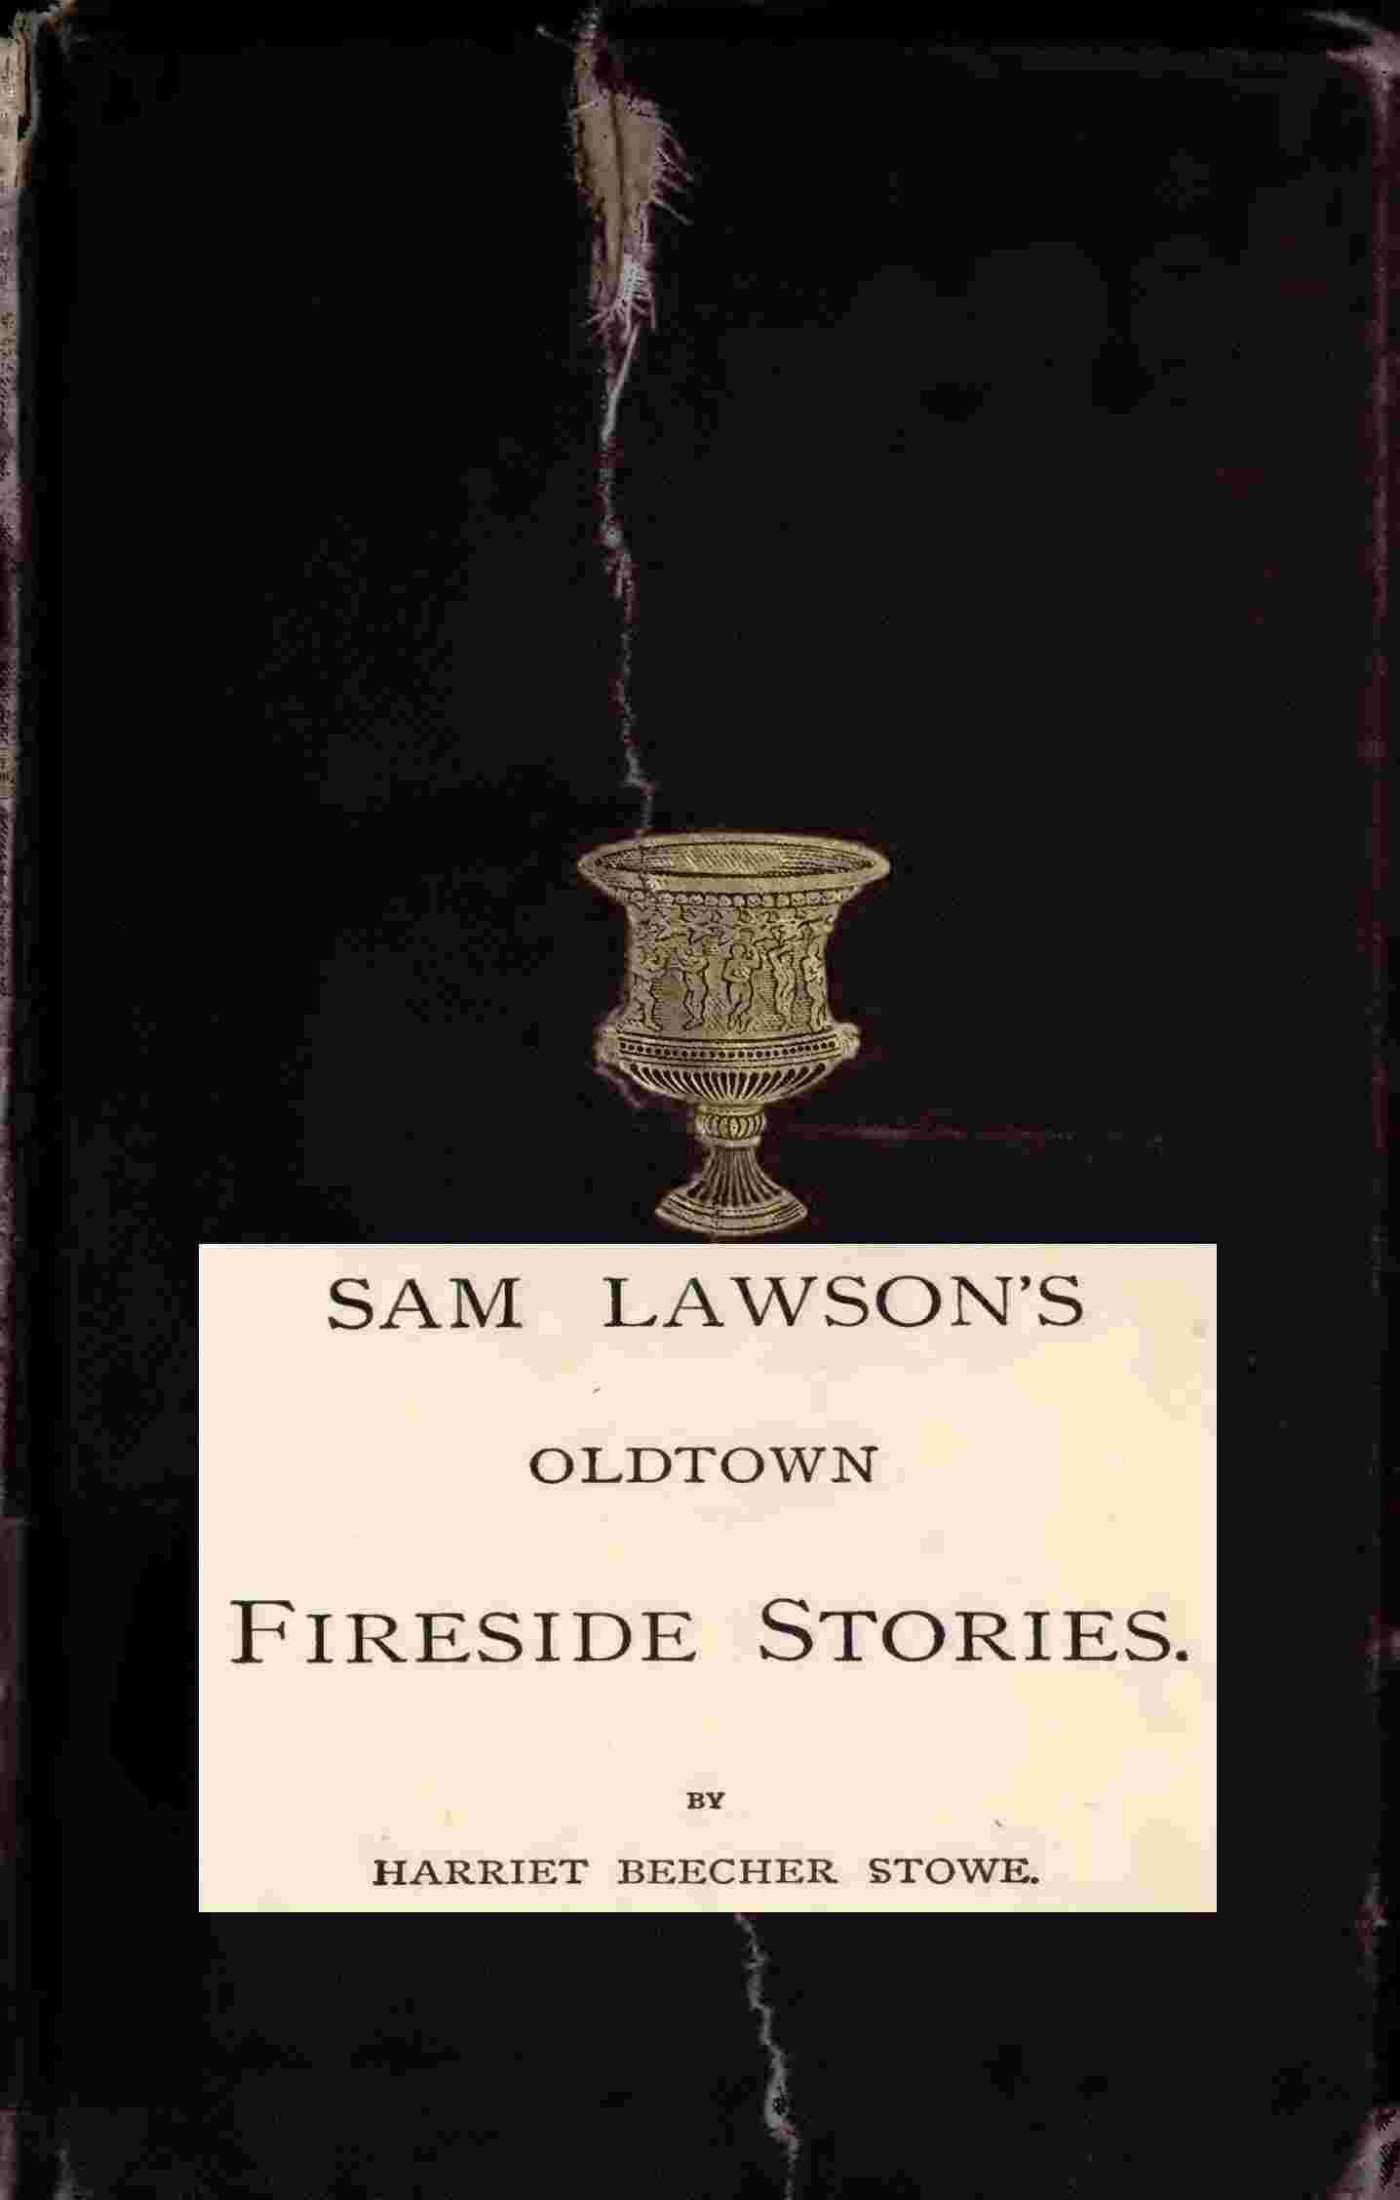 SAM LAWSON'S
OLDTOWN
FIRESIDE STORIES.
BY
HARRIET BEECHER STOWE.